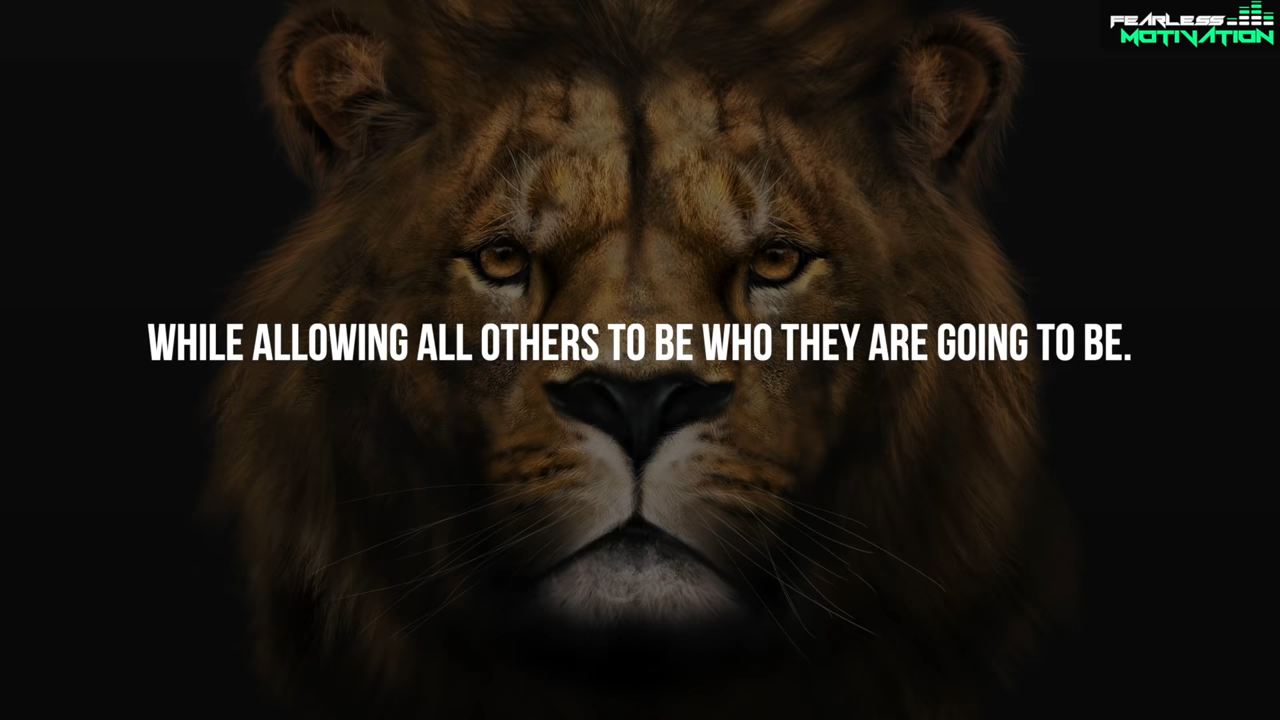 FEARLESS
MOTIVATION
WHILE ALLOWING ALL OTHERS TO BE WHO THEY ARE GOING TO BE.